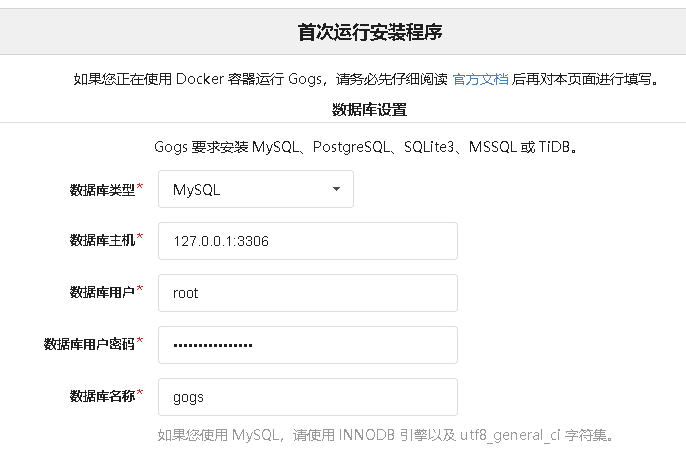 首次运行安装程序
如果您正在使用 Docker 容器运行 Gogs，请务必先仔细阅读 官方文档 后再对本页面进行填写。
数据库设置
Gogs 要求安装 MySQL、PostgreSQL、SQLite3、MSSQL 或 TiDB。
数据库类型* MySQL
数据库主机* 127.0.0.1:3306
数据库用户* root
数据库用户密码* ••••••••••••••••
数据库名称* gogs
如果您使用 MySQL，请使用 INNODB 引擎以及 utf8_general_ci 字符集。